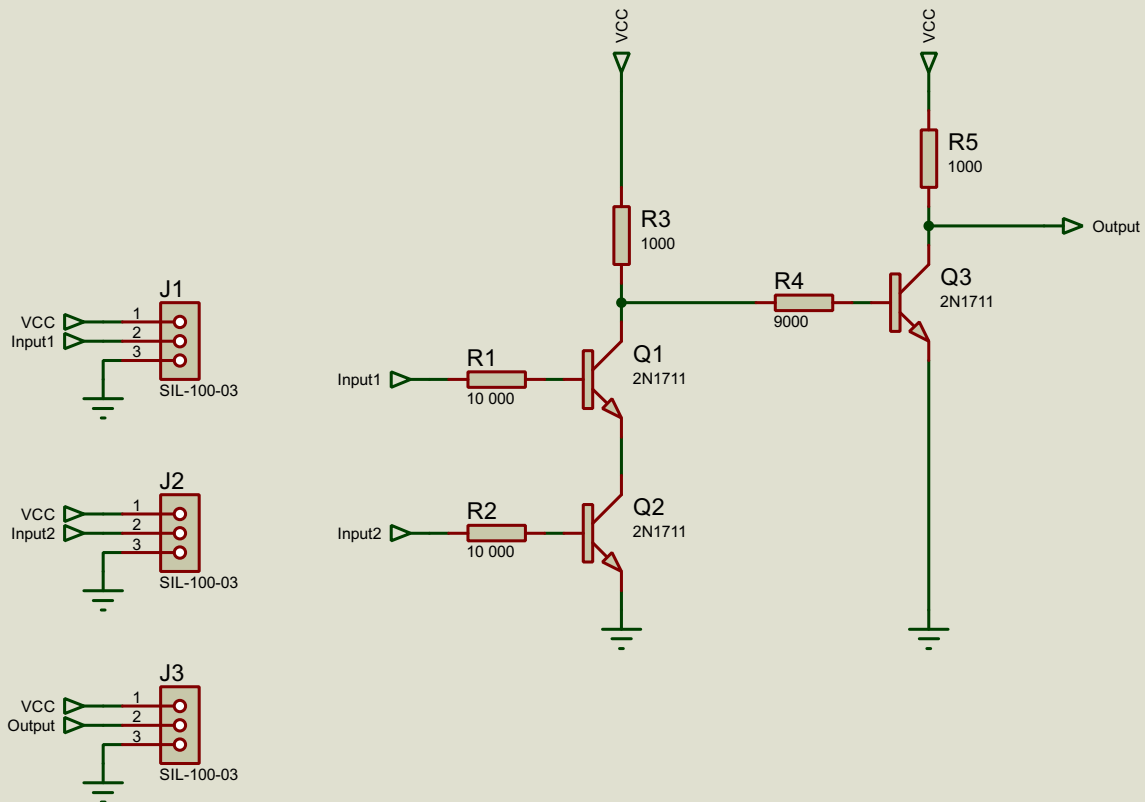 VCC
VCC
R5
1000
R3
1000
Output
R4
9000
Q3
2N1711
J1
VCC
1
Input1
2
3
SIL-100-03
Input1
R1
10 000
Q1
2N1711
J2
VCC
1
Input2
2
3
SIL-100-03
Input2
R2
10 000
Q2
2N1711
J3
VCC
1
Output
2
3
SIL-100-03